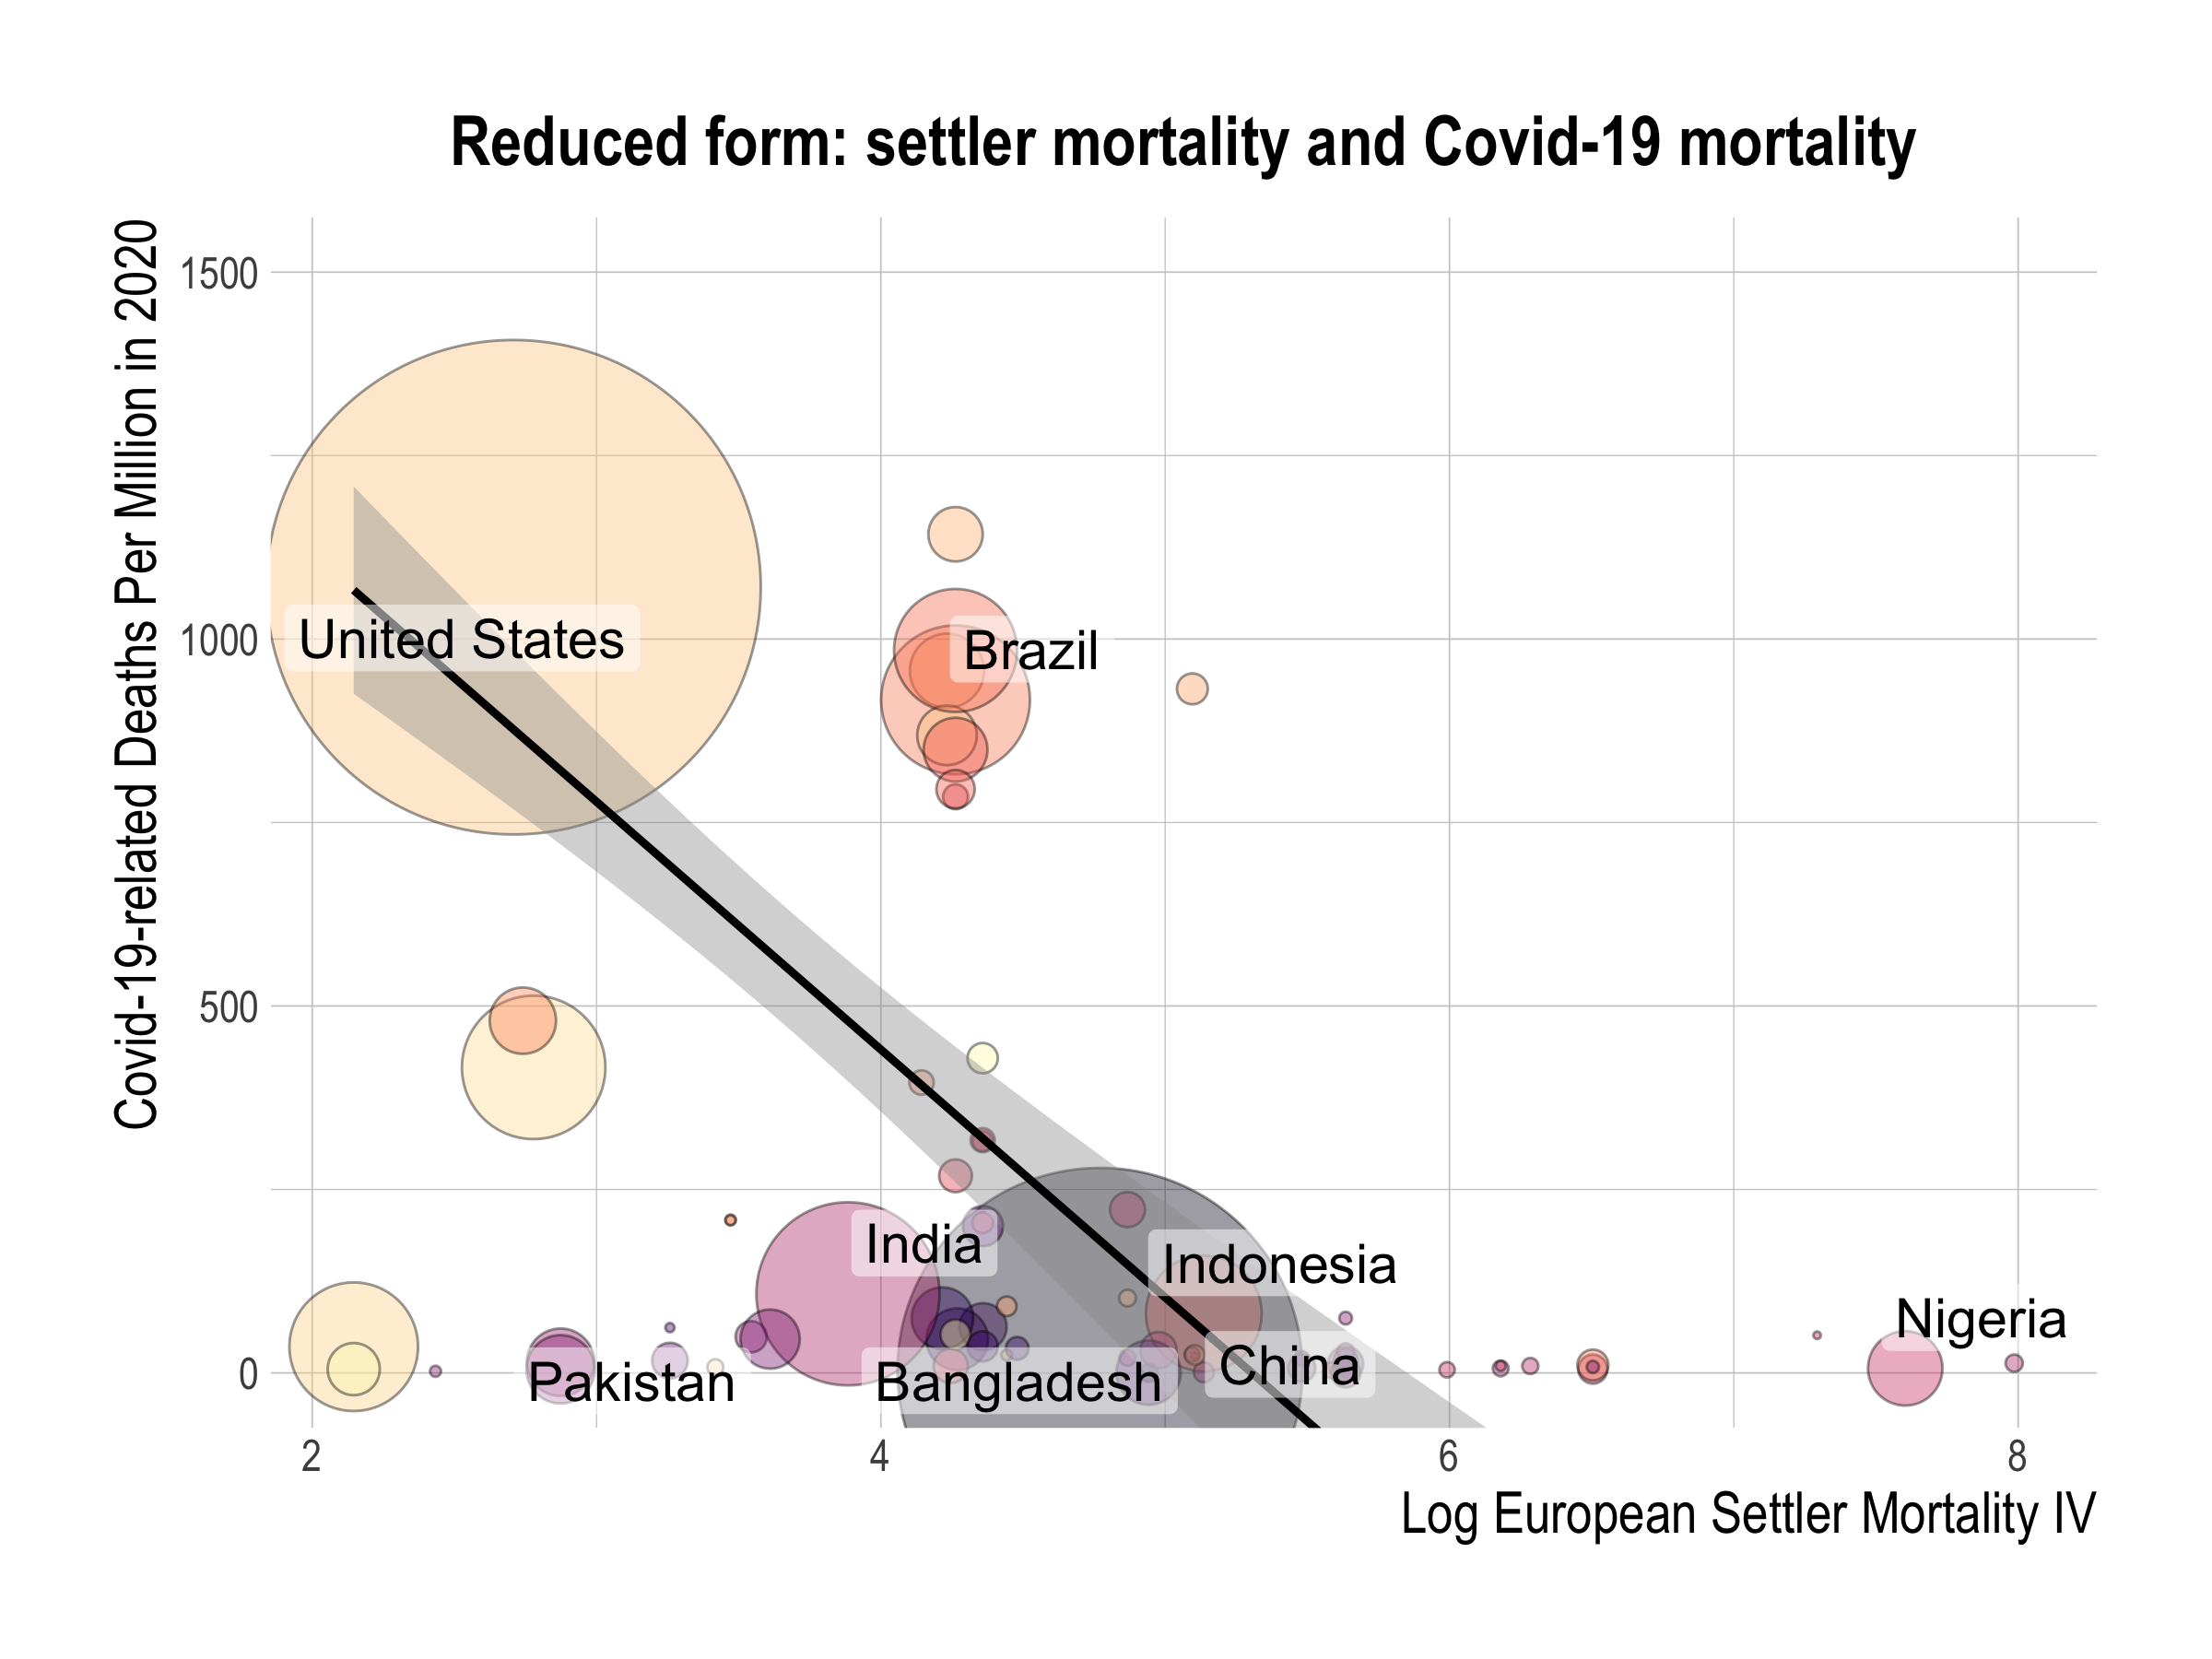 Reduced form: settler mortality and Covid-19 mortality
Covid-19-related Deaths Per Million in 2020
1500
1000
500
0
United States
Brazil
India
Indonesia
Nigeria
Pakistan
Bangladesh
China
2
4
6
8
Log European Settler Mortality IV